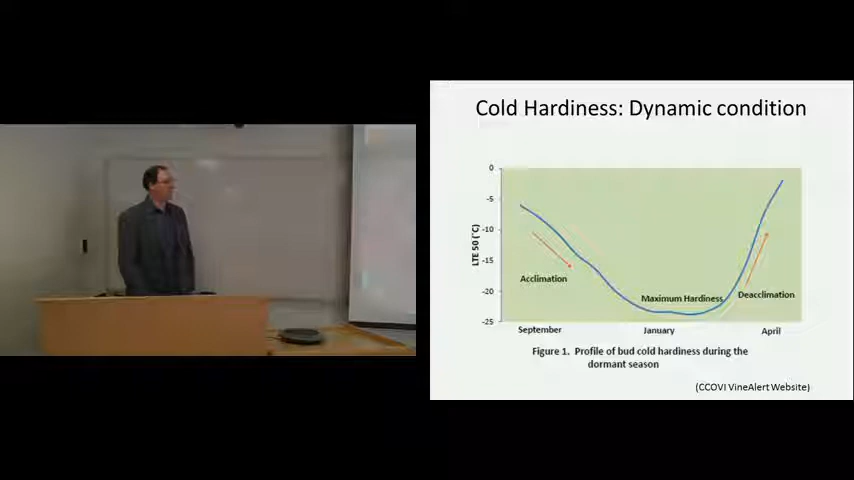 Cold Hardiness: Dynamic condition
0
-5
-10
-15
-20
-25
LTE 50 (°C)
Acclimation
Maximum Hardiness
Deacclimation
September
January
April
Figure 1. Profile of bud cold hardiness during the
dormant season
(CCOVI VineAlert Website)